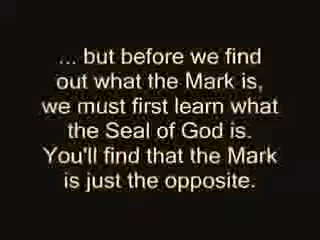 ... but before we find
out what the Mark is,
we must first learn what
the Seal of God is.
You'll find that the Mark
is just the opposite.